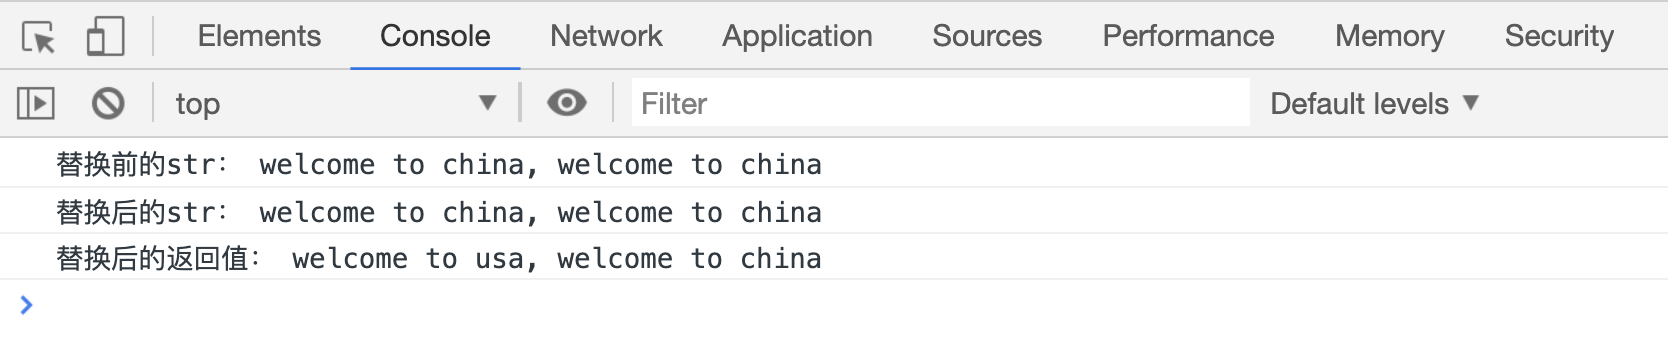 Elements Console Network Application Sources Performance Memory Security
top Filter Default levels
替换前的str： welcome to china, welcome to china
替换后的str： welcome to china, welcome to china
替换后的返回值： welcome to usa, welcome to china